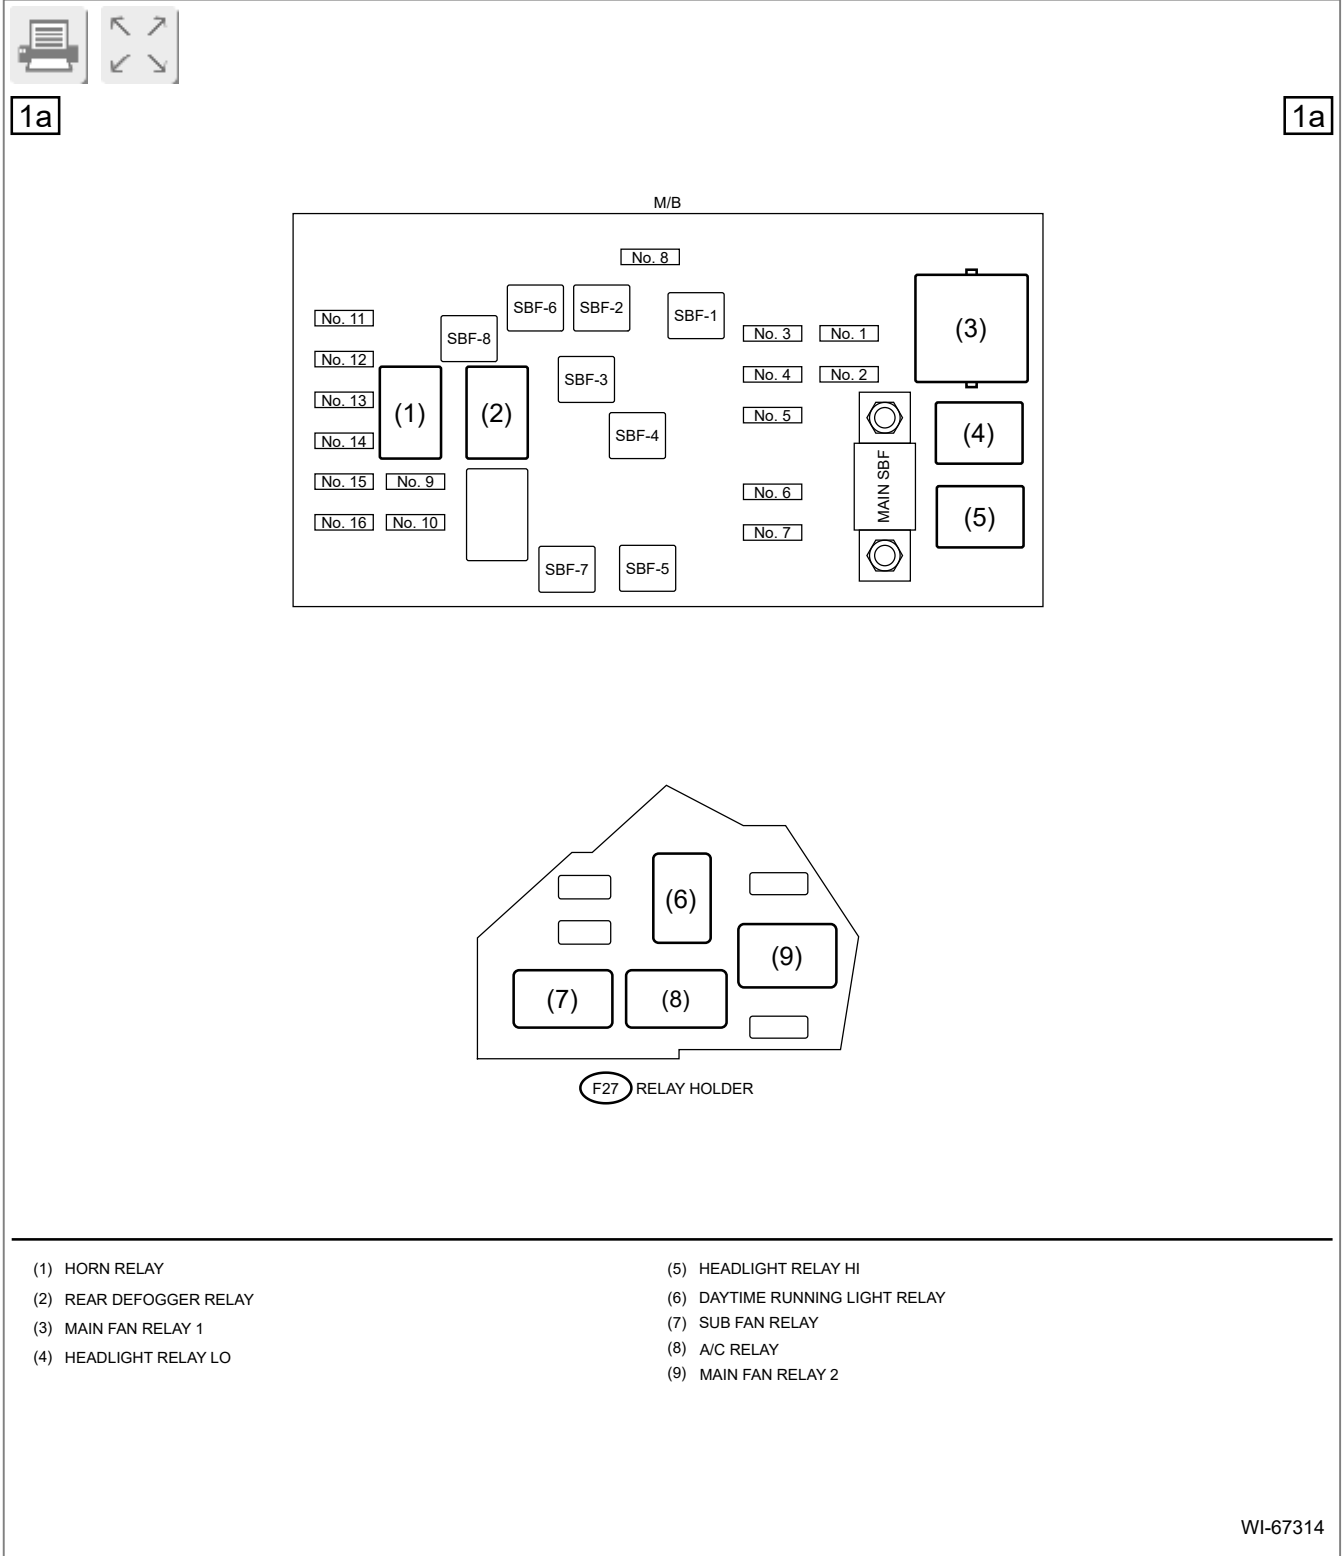 1a
1a
M/B
No. 8
SBF-6
SBF-2
SBF-1
No. 11
SBF-8
No. 3
No. 1
(3)
No. 12
SBF-3
No. 4
No. 2
No. 13
(1)
(2)
No. 5
SBF-4
(4)
No. 14
No. 15
No. 9
MAIN SBF
No. 6
No. 16
No. 10
(5)
No. 7
SBF-7
SBF-5
(6)
(9)
(7)
(8)
F27 RELAY HOLDER
(1) HORN RELAY
(2) REAR DEFOGGER RELAY
(3) MAIN FAN RELAY 1
(4) HEADLIGHT RELAY LO
(5) HEADLIGHT RELAY HI
(6) DAYTIME RUNNING LIGHT RELAY
(7) SUB FAN RELAY
(8) A/C RELAY
(9) MAIN FAN RELAY 2
WI-67314